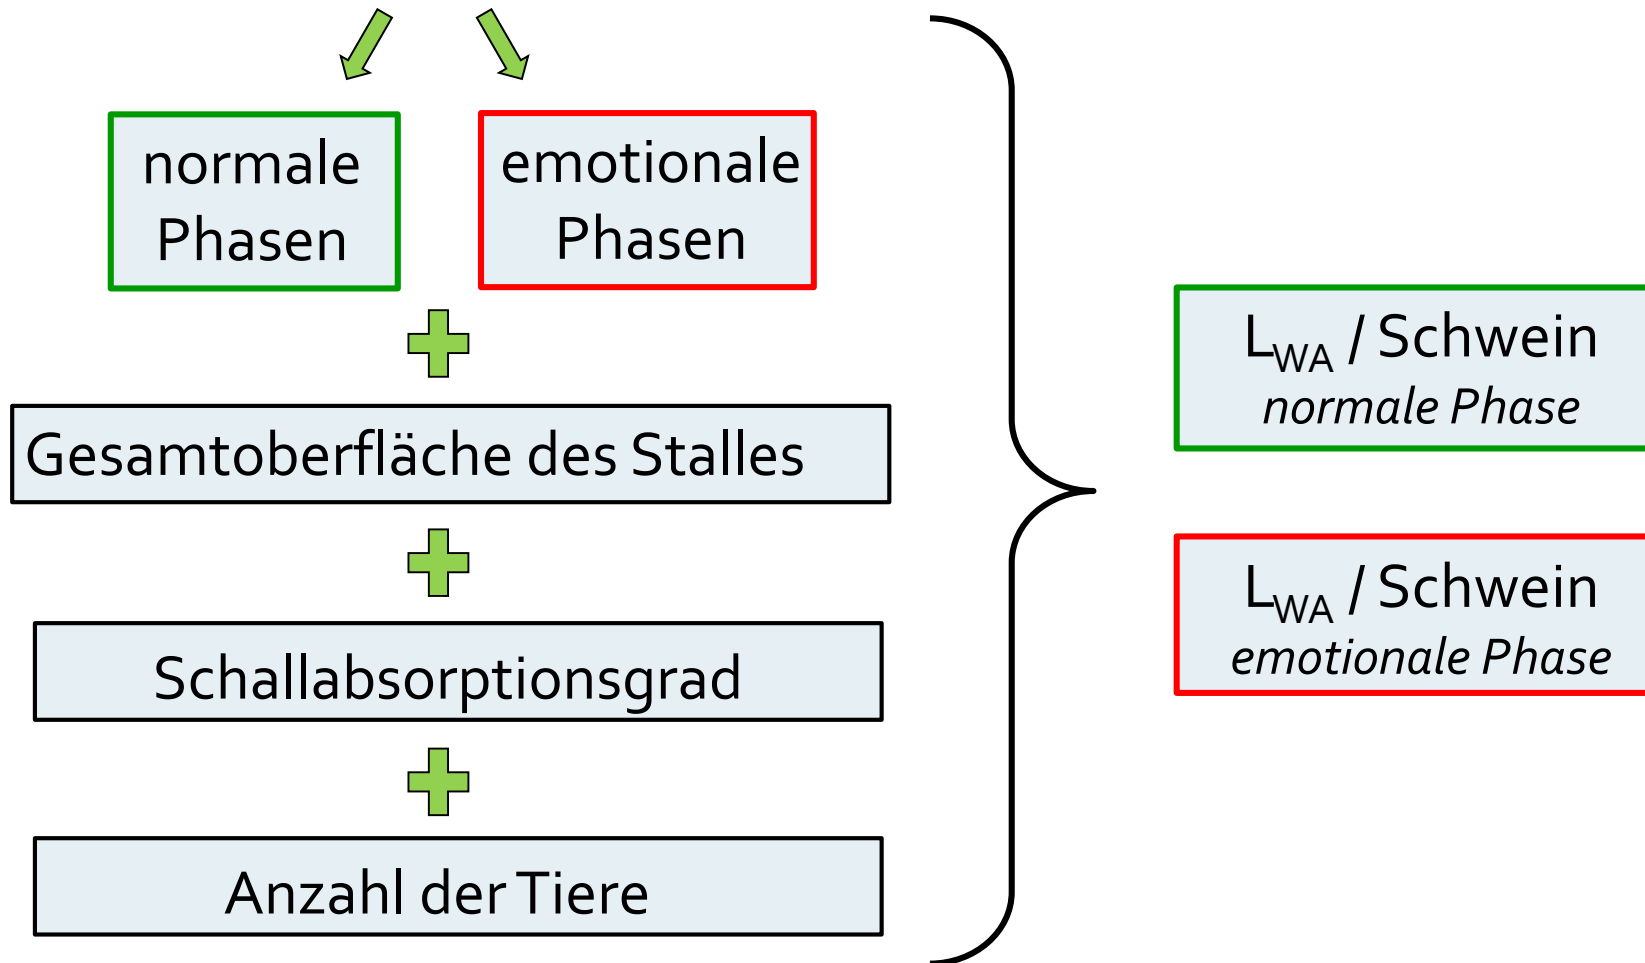 normale
Phasen
emotionale
Phasen
Gesamtoberfläche des Stalles
Schallabsorptionsgrad
Anzahl der Tiere
LWA / Schwein
normale Phase
LWA / Schwein
emotionale Phase